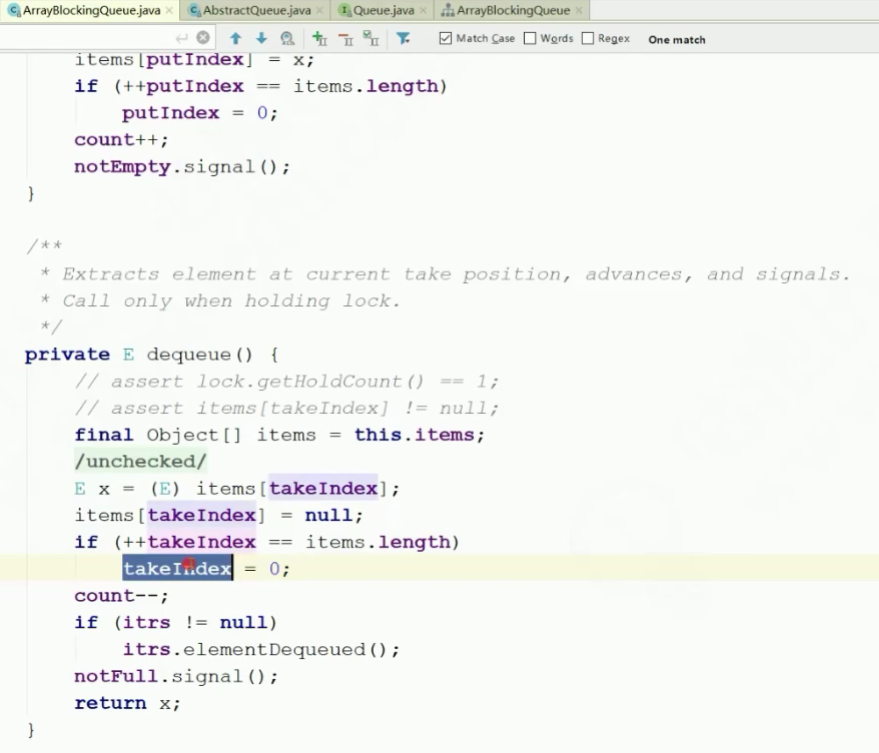 ArrayBlockingQueue.java × AbstractQueue.java × Queue.java × ArrayBlockingQueue ×
Match Case Words Regex One match
items[putIndex] = x;
if (++putIndex == items.length)
putIndex = 0;
count++;
notEmpty.signal();
}
/**
* Extracts element at current take position, advances, and signals.
* Call only when holding lock.
*/
private E dequeue() {
// assert lock.getHoldCount() == 1;
// assert items[takeIndex] != null;
final Object[] items = this.items;
/unchecked/
E x = (E) items[takeIndex];
items[takeIndex] = null;
if (++takeIndex == items.length)
takeIndex = 0;
count--;
if (itrs != null)
itrs.elementDequeued();
notFull.signal();
return x;
}